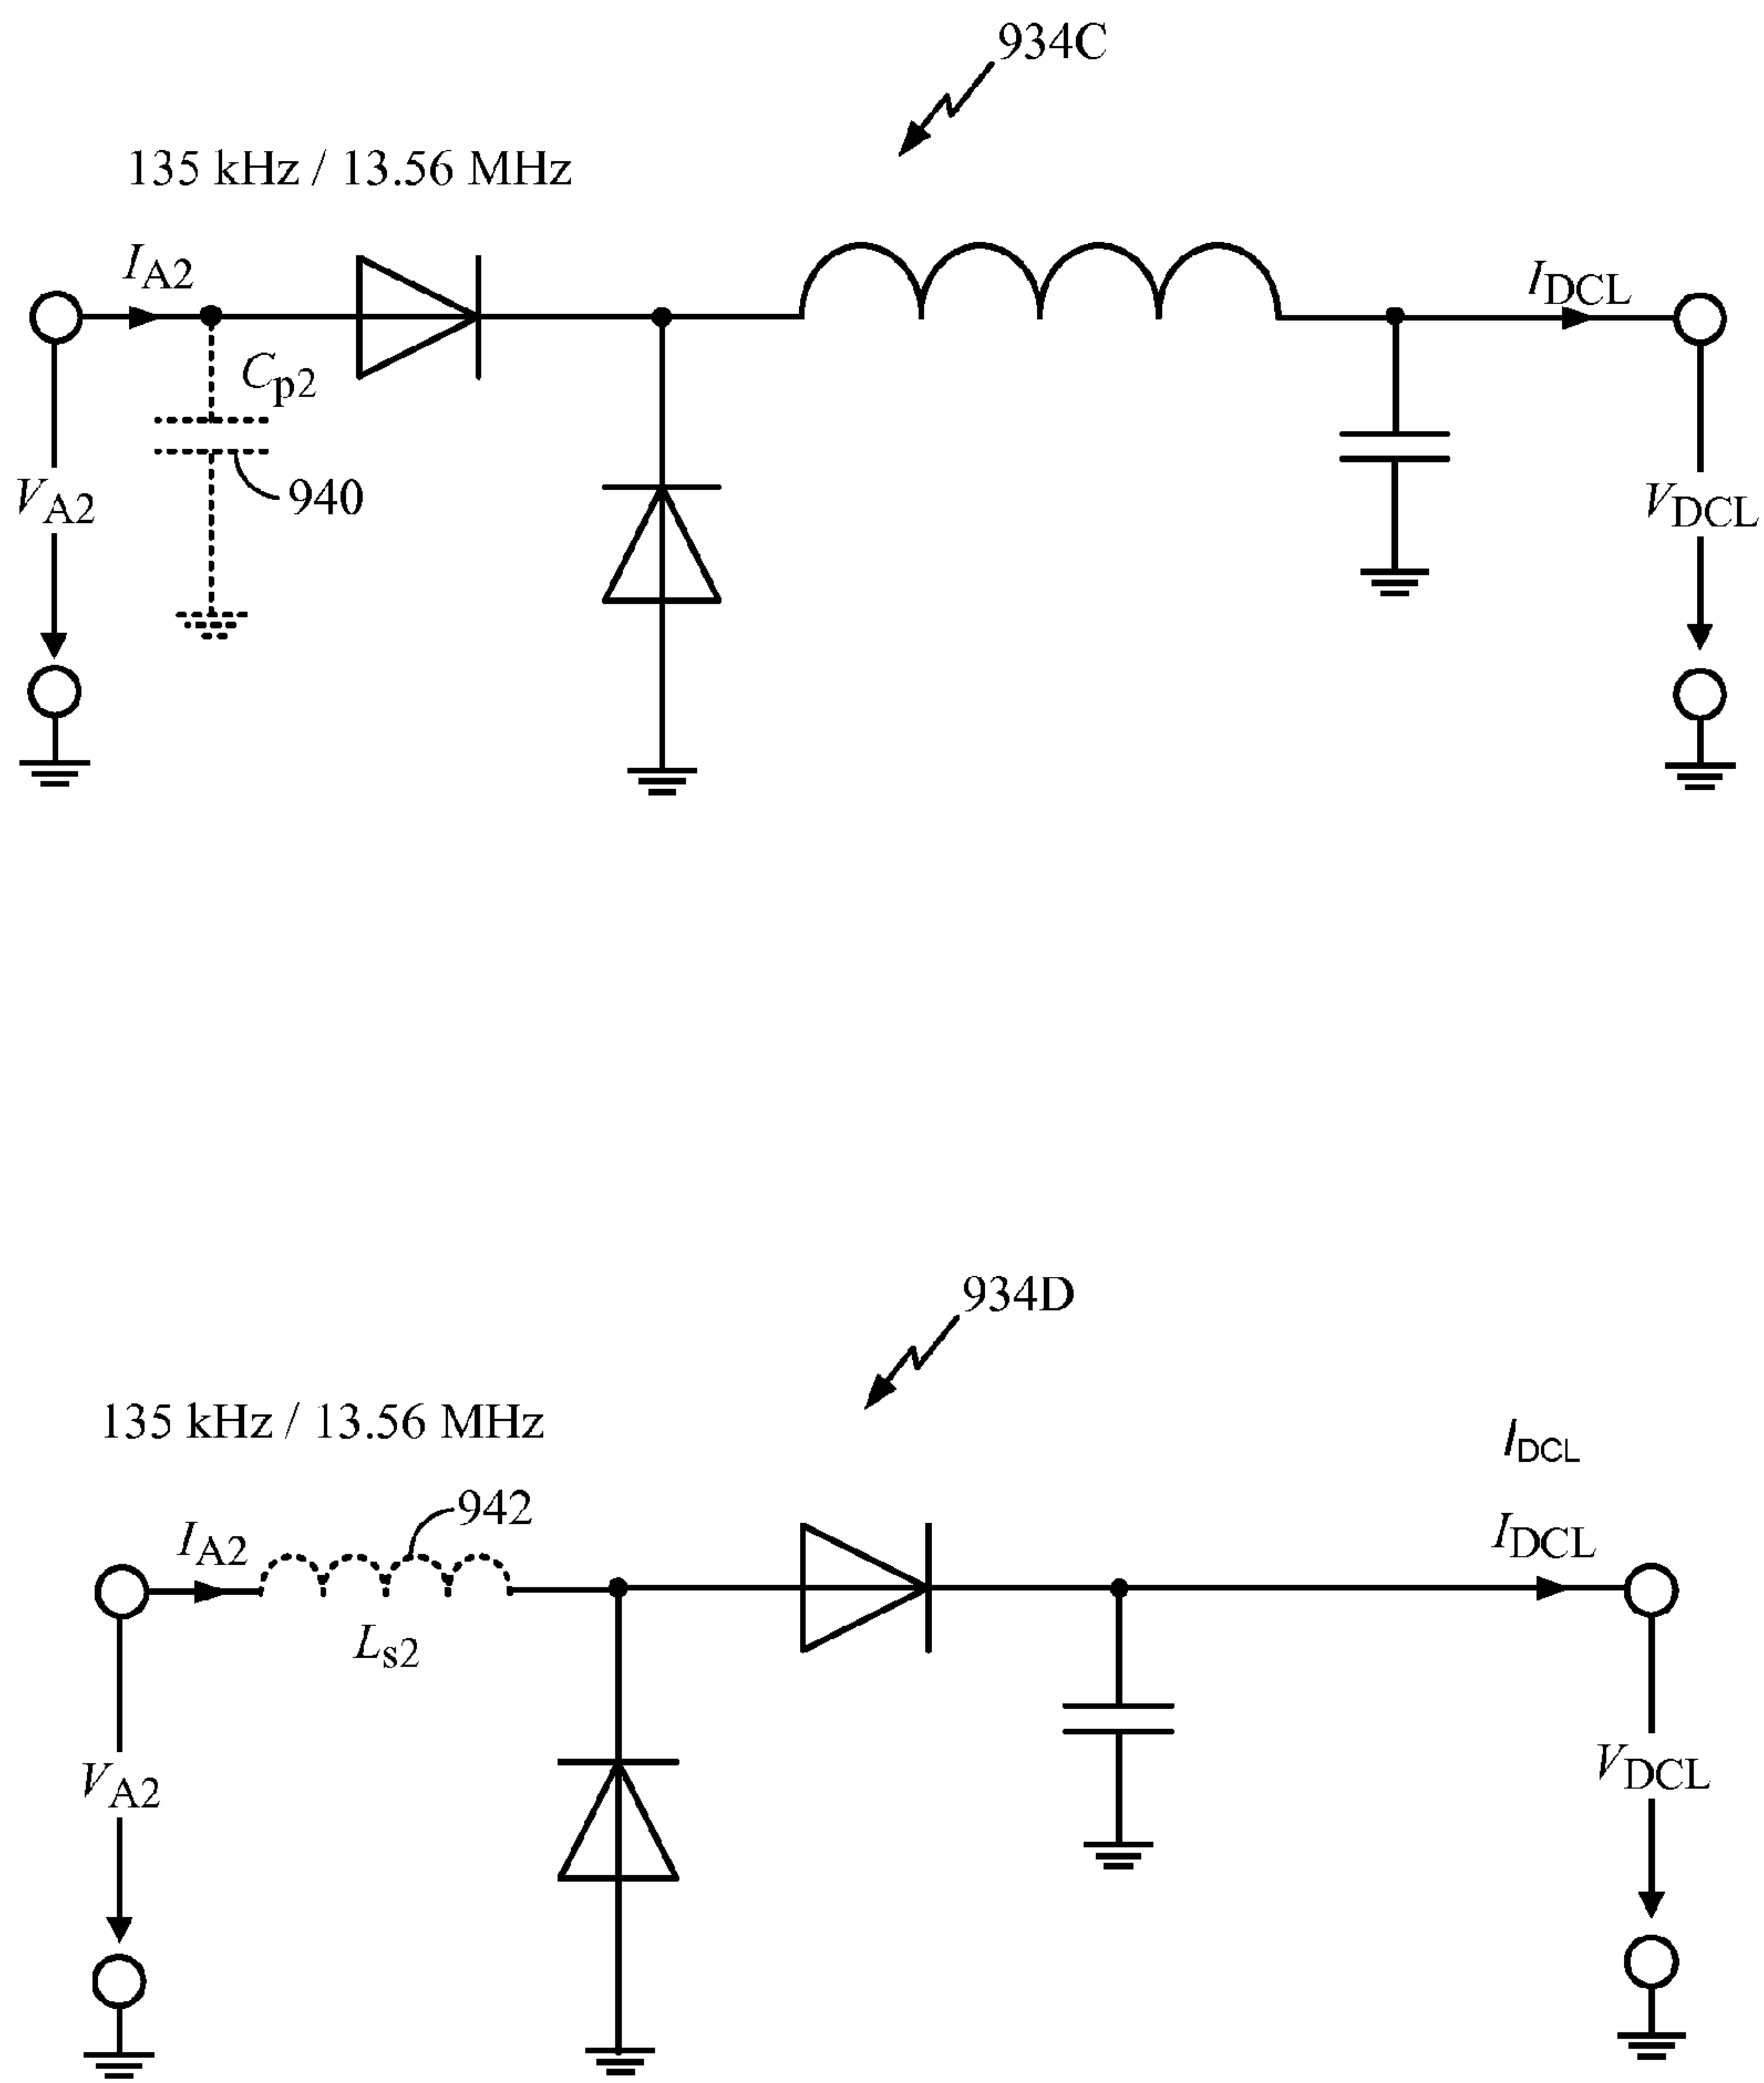 934C
135 kHz / 13.56 MHz
IA2
IDCL
Cp2
940
VA2
VDCL
934D
135 kHz / 13.56 MHz
IDCL
942
IA2
IDCL
Ls2
VA2
VDCL